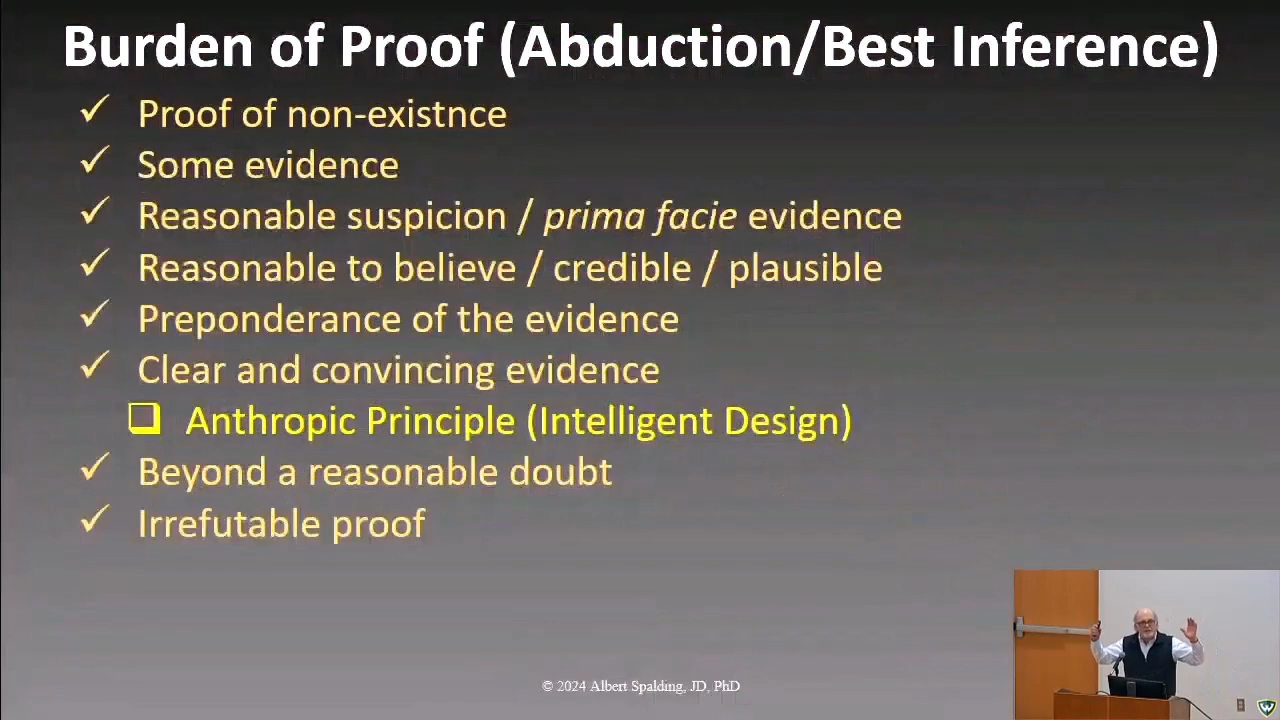 Burden of Proof (Abduction/Best Inference)
Proof of non-existnce
Some evidence
Reasonable suspicion / prima facie evidence
Reasonable to believe / credible / plausible
Preponderance of the evidence
Clear and convincing evidence
Anthropic Principle (Intelligent Design)
Beyond a reasonable doubt
Irrefutable proof
© 2024 Albert Spalding, JD, PhD